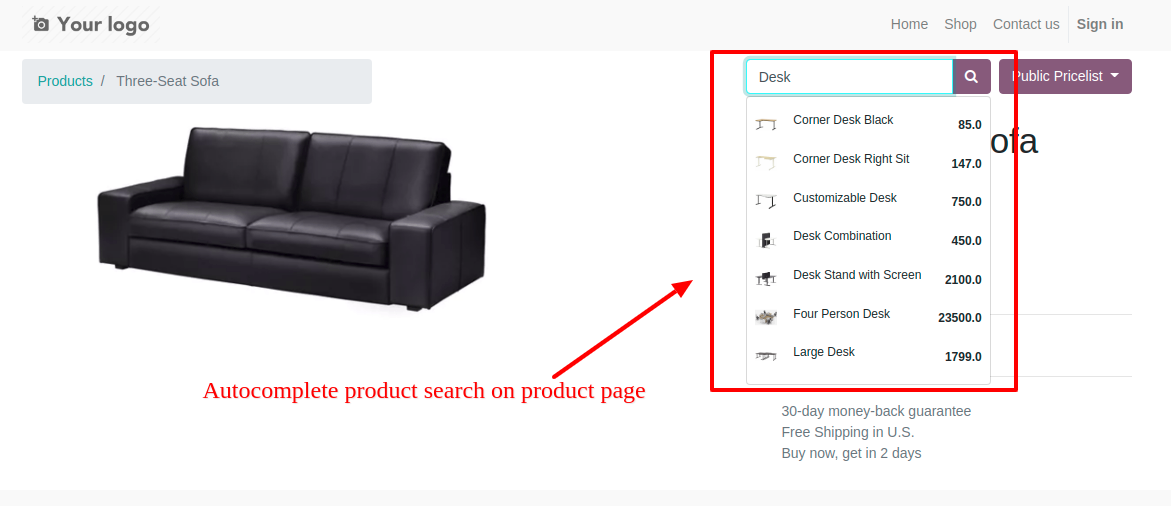 Your logo
Home Shop Contact us Sign in
Products / Three-Seat Sofa
Desk
Public Pricelist
ofa
Corner Desk Black 85.0
Corner Desk Right Sit 147.0
Customizable Desk 750.0
Desk Combination 450.0
Desk Stand with Screen 2100.0
Four Person Desk 23500.0
Large Desk 1799.0
Autocomplete product search on product page
30-day money-back guarantee
Free Shipping in U.S.
Buy now, get in 2 days